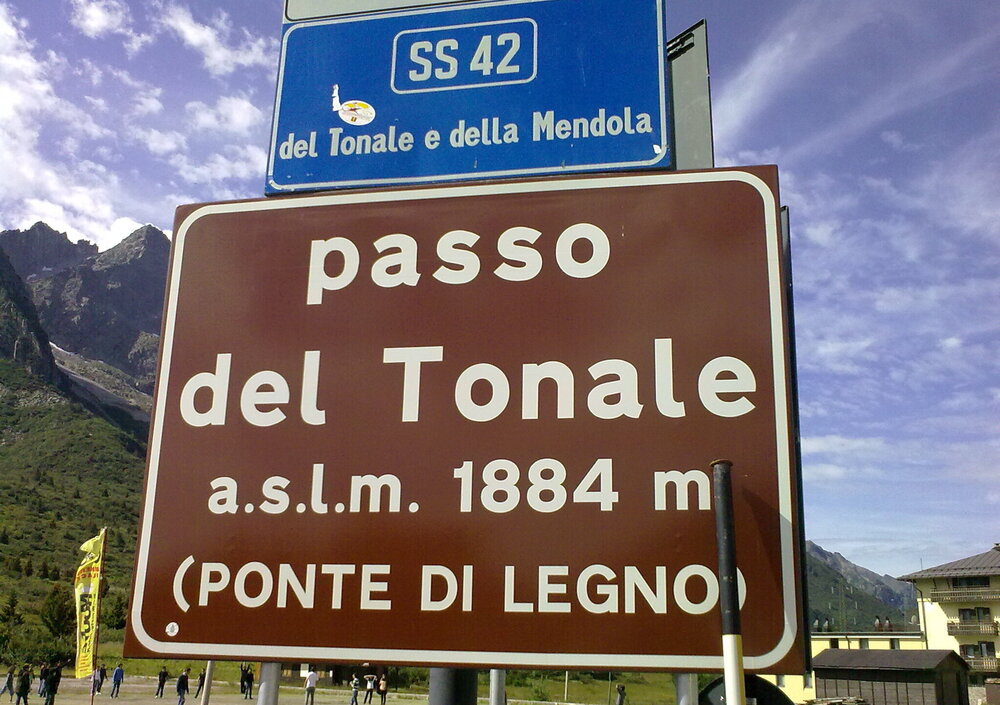 SS 42
del Tonale e della Mendola
passo
del Tonale
a.s.l.m. 1884 m
(PONTE DI LEGNO)